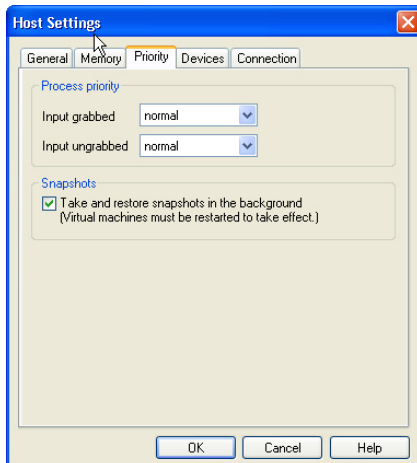 Host Settings
General Memory Priority Devices Connection
Process priority
Input grabbed normal
Input ungrabbed normal
Snapshots
Take and restore snapshots in the background
(Virtual machines must be restarted to take effect.)
OK Cancel Help